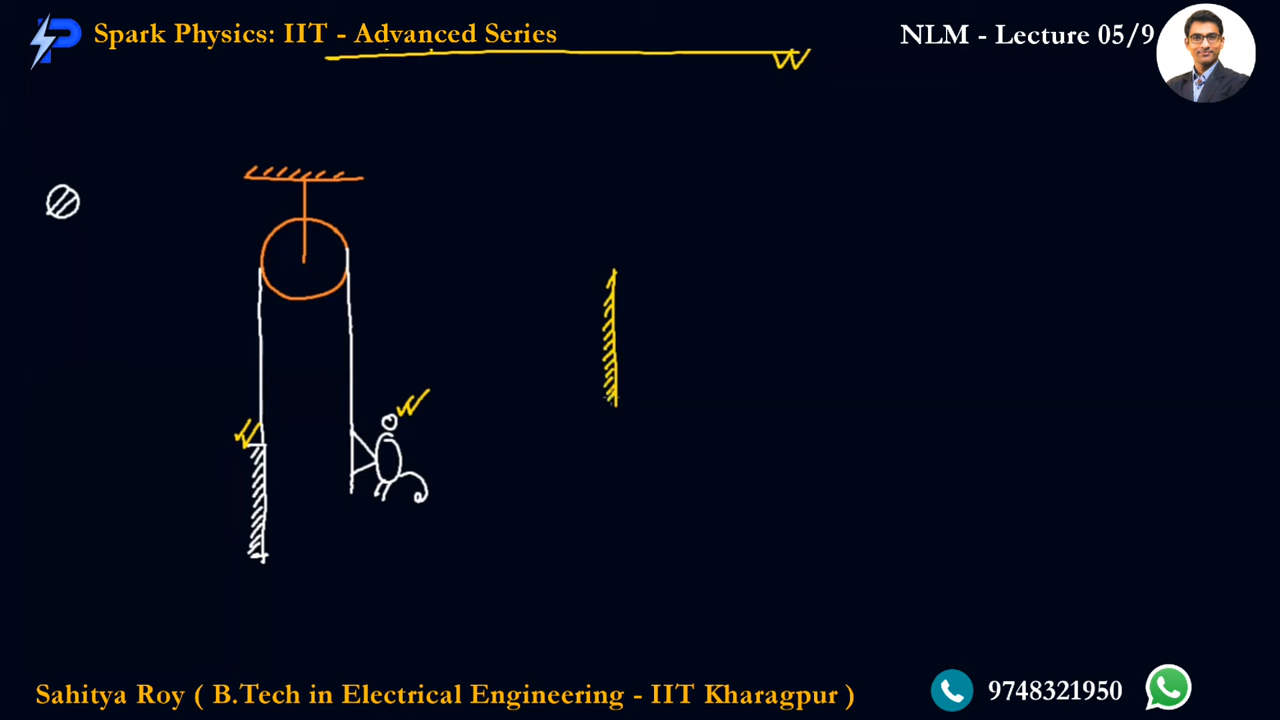 Spark Physics: IIT - Advanced Series
NLM - Lecture 05/9
Sahitya Roy ( B.Tech in Electrical Engineering - IIT Kharagpur )
9748321950